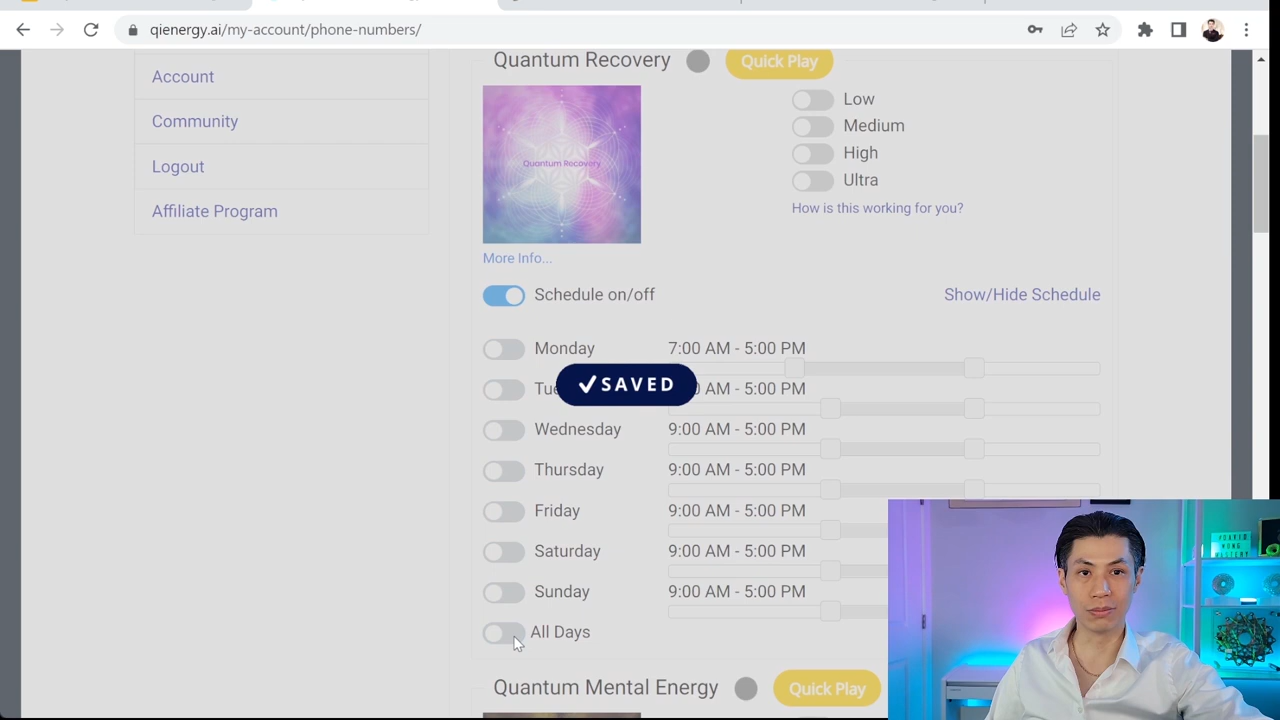 qienergy.ai/my-account/phone-numbers/
Account
Community
Logout
Affiliate Program
Quantum Recovery
Quick Play
Quantum Recovery
Low
Medium
High
Ultra
How is this working for you?
More Info...
Schedule on/off
Show/Hide Schedule
Monday 7:00 AM - 5:00 PM
✓SAVED
AM - 5:00 PM
Wednesday 9:00 AM - 5:00 PM
Thursday 9:00 AM - 5:00 PM
Friday 9:00 AM - 5:00 PM
Saturday 9:00 AM - 5:00 PM
Sunday 9:00 AM - 5:00 PM
All Days
Quantum Mental Energy
Quick Play